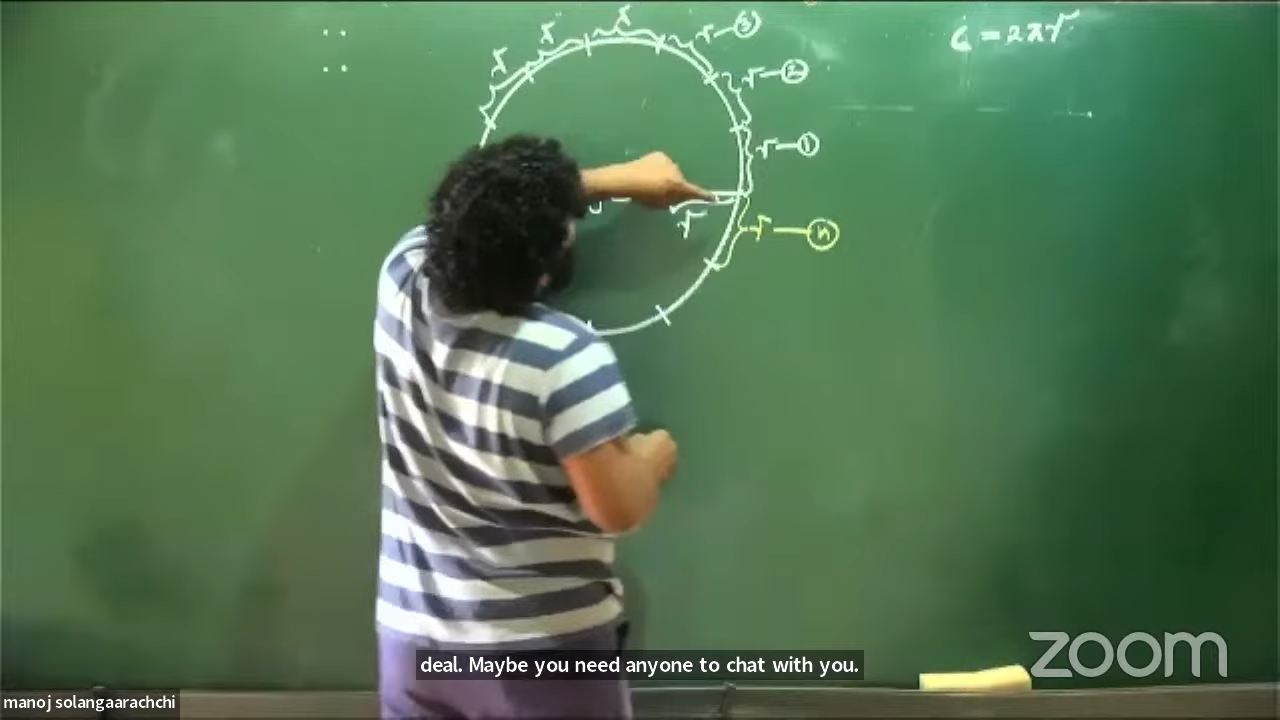 C = 2πr
r
r
r
r — ③
r — ②
r — ①
r
r — ⓝ
deal. Maybe you need anyone to chat with you.
zoom
manoj solangaarachchi